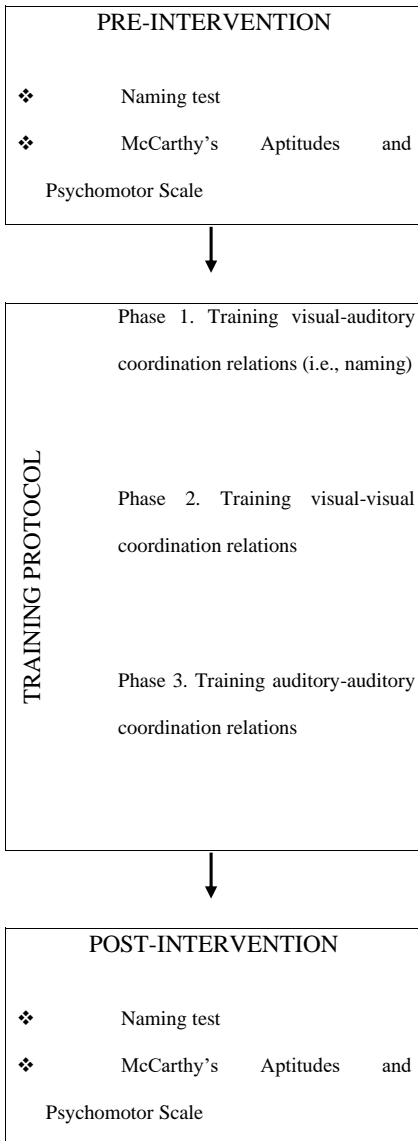 PRE-INTERVENTION
❖ Naming test
❖ McCarthy's Aptitudes and
Psychomotor Scale
TRAINING PROTOCOL
Phase 1. Training visual-auditory
coordination relations (i.e., naming)
Phase 2. Training visual-visual
coordination relations
Phase 3. Training auditory-auditory
coordination relations
POST-INTERVENTION
❖ Naming test
❖ McCarthy's Aptitudes and
Psychomotor Scale